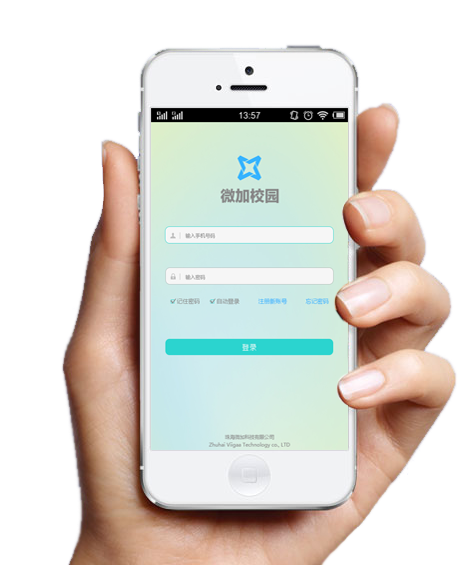 13:57
微加校园
输入手机号码
输入密码
记住密码 自动登录 注册新账号 忘记密码
登录
珠海微加科技有限公司
Zhuhai Viigee Technology co., LTD